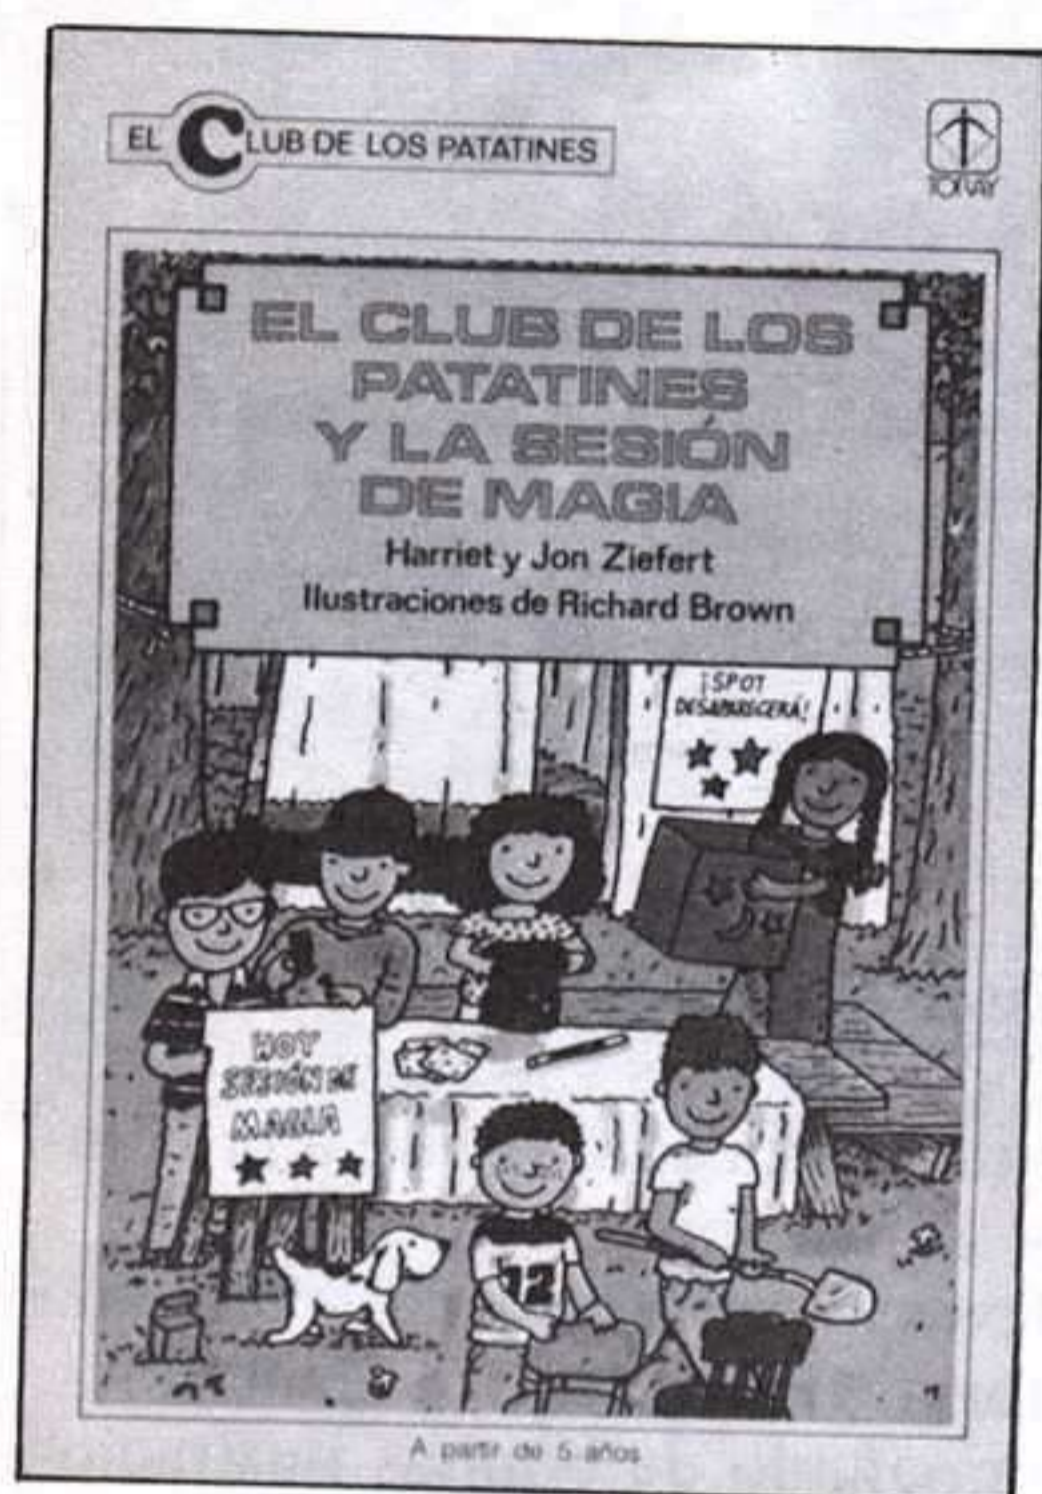 EL CLUB DE LOS PATATINES
TORAY
EL CLUB DE LOS
PATATINES
Y LA SESIÓN
DE MAGIA
Harriet y Jon Ziefert
Ilustraciones de Richard Brown
¡SPOT
DESAPARECERÁ!
HOY
SESIÓN DE
MAGIA
12
A partir de 5 años